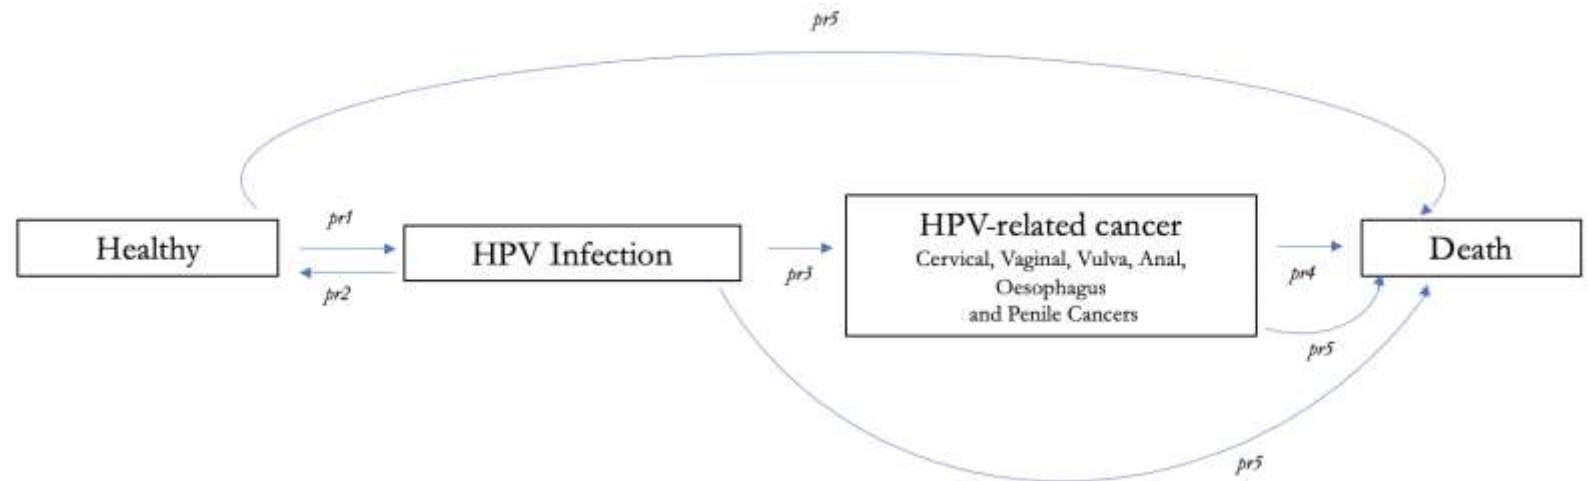 pr5
Healthy
pr1
pr2
HPV Infection
pr3
HPV-related cancer
Cervical, Vaginal, Vulva, Anal,
Oesophagus
and Penile Cancers
pr4
Death
pr5
pr5